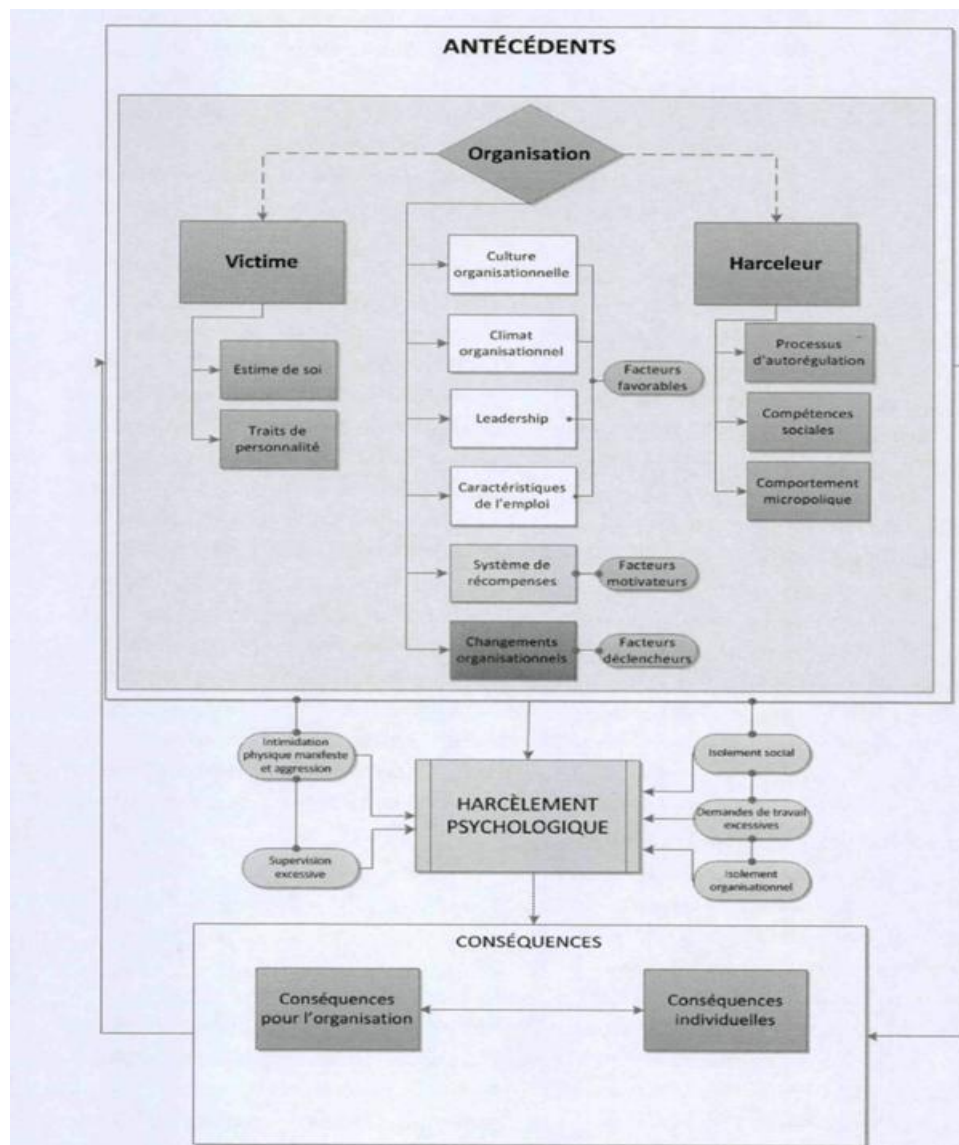 ANTÉCÉDENTS
Organisation
Victime
Estime de soi
Traits de
personnalité
Culture
organisationnelle
Climat
organisationnel
Leadership
Caractéristiques
de l'emploi
Système de
récompenses
Changements
organisationnels
Facteurs
favorables
Facteurs
motivateurs
Facteurs
déclencheurs
Harceleur
Processus
d'autorégulation
Compétences
sociales
Comportement
micropolique
Intimidation
physique manifeste
et aggression
Supervision
excessive
HARCÈLEMENT
PSYCHOLOGIQUE
Isolement social
Demandes de travail
excessives
Isolement
organisationnel
CONSÉQUENCES
Conséquences
pour l'organisation
Conséquences
individuelles